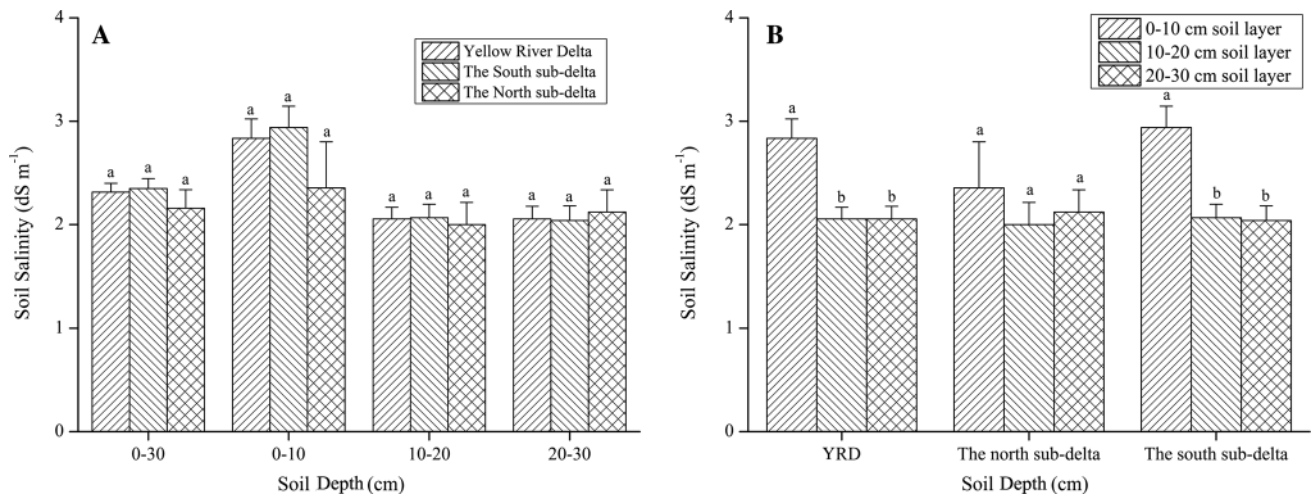 A
Yellow River Delta
The South sub-delta
The North sub-delta
4
3
2
1
0
Soil Salinity (dS m⁻¹)
a a a
a a a
a a a
a a a
0-30 0-10 10-20 20-30
Soil Depth (cm)
B
0-10 cm soil layer
10-20 cm soil layer
20-30 cm soil layer
4
3
2
1
0
Soil Salinity (dS m⁻¹)
a b b
a a a
a b b
YRD The north sub-delta The south sub-delta
Soil Depth (cm)